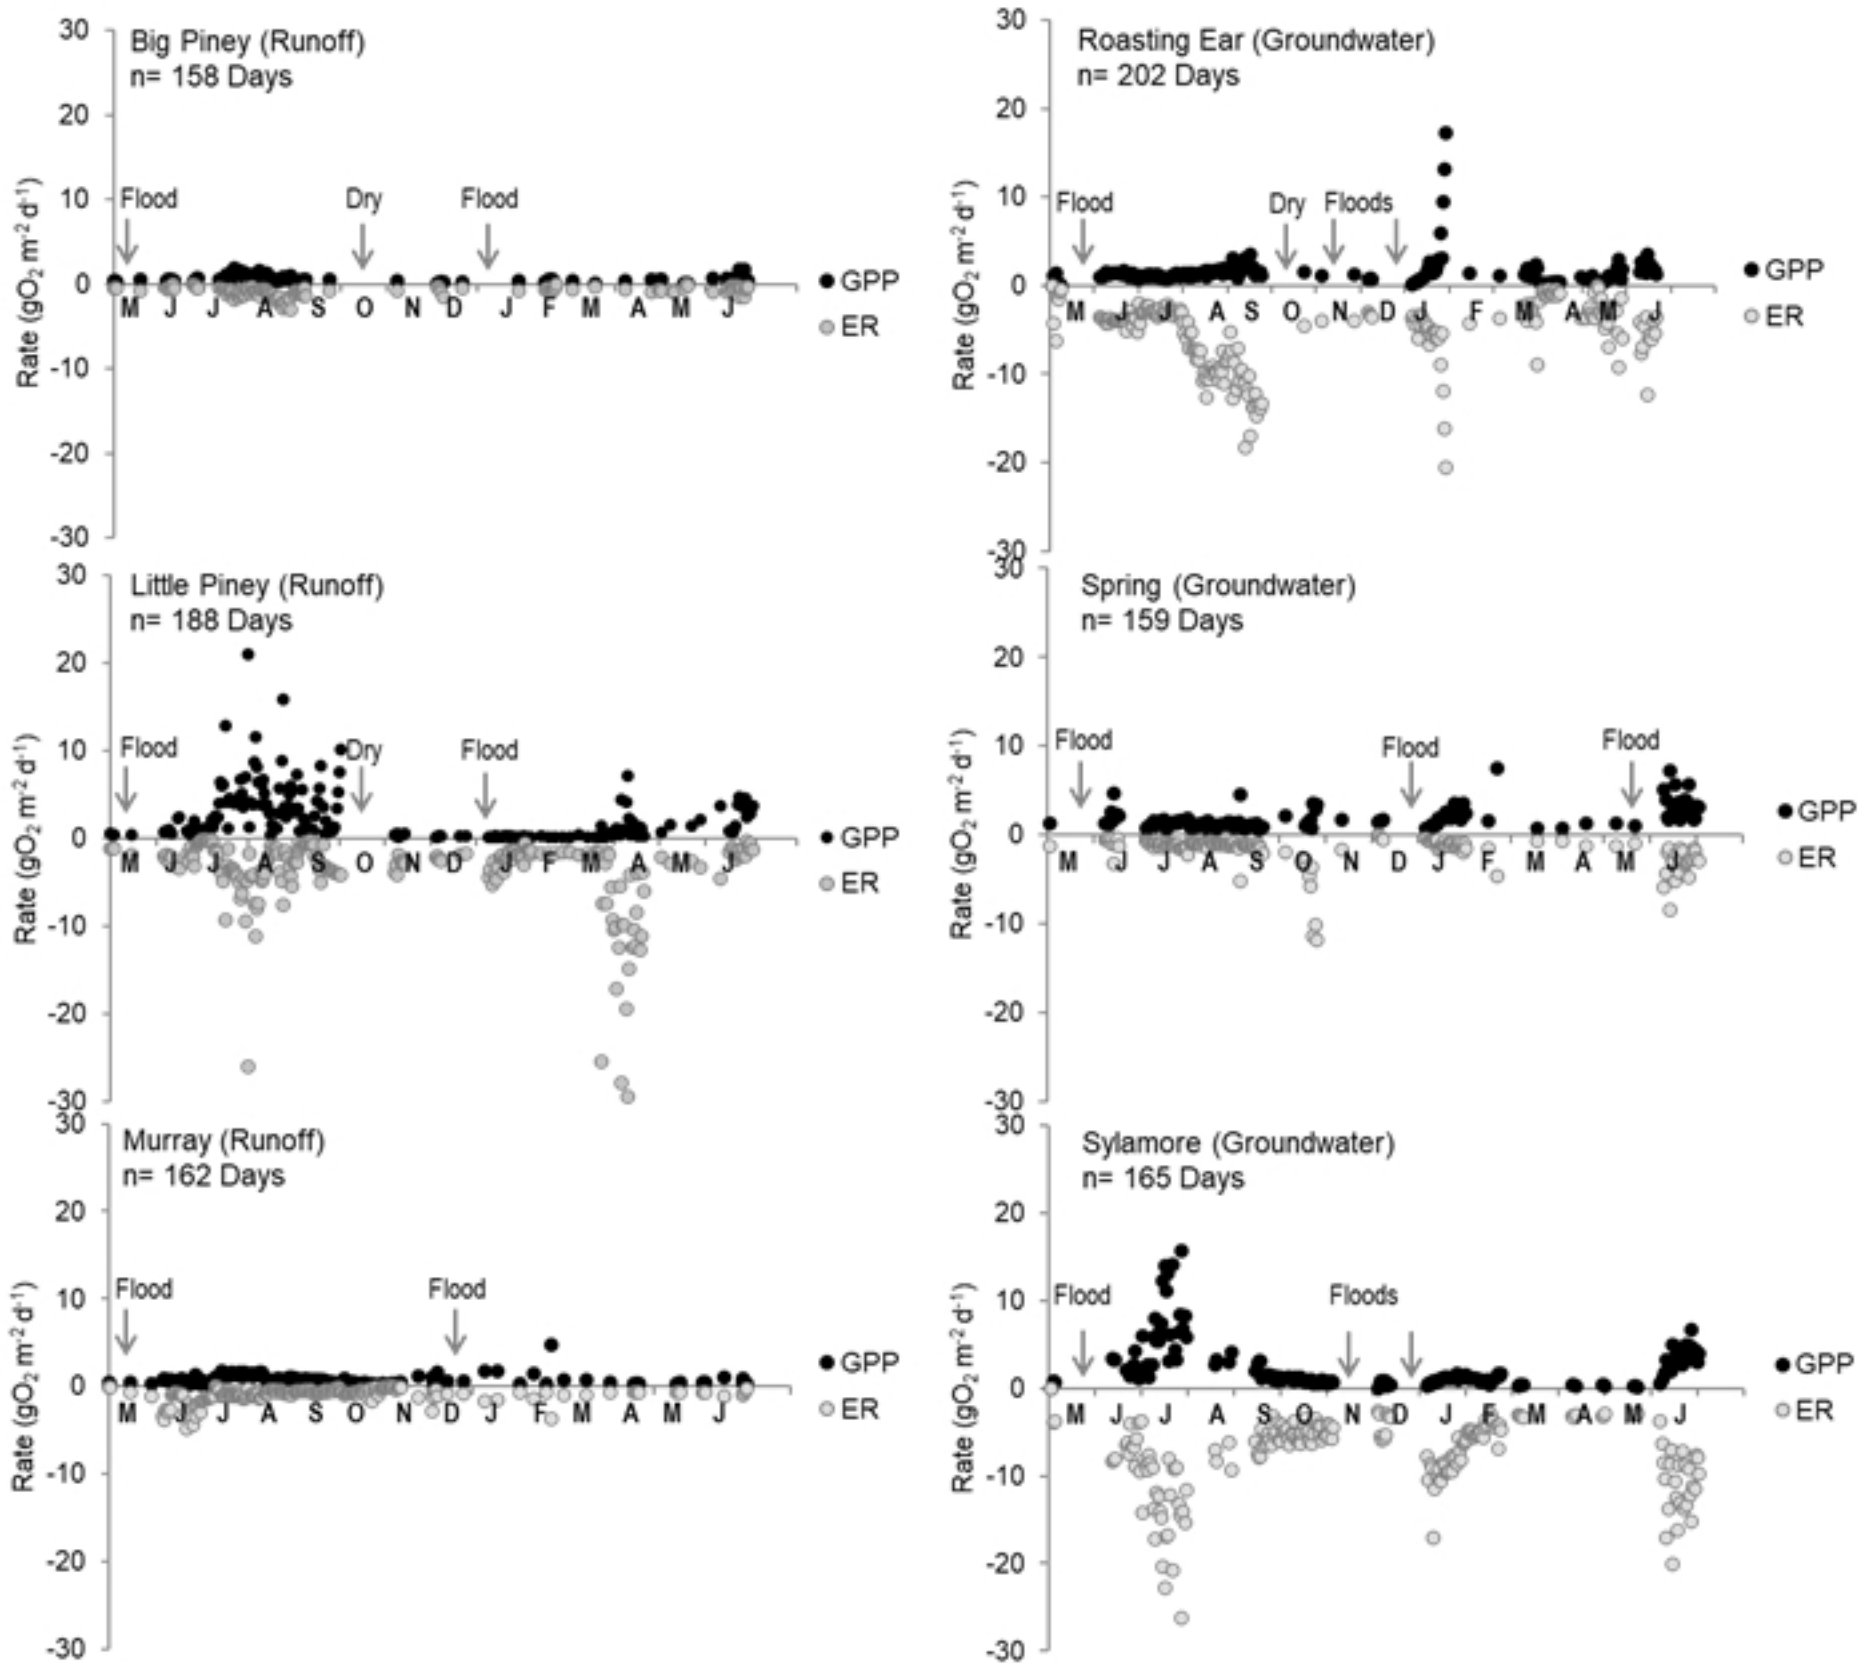 Big Piney (Runoff)
n= 158 Days
30
20
10
0
-10
-20
-30
Rate (gO₂ m⁻² d⁻¹)
Flood
Dry
Flood
M J J A S O N D J F M A M J
GPP
ER
Roasting Ear (Groundwater)
n= 202 Days
30
20
10
0
-10
-20
-30
Rate (gO₂ m⁻² d⁻¹)
Flood
Dry
Floods
M J J A S O N D J F M A M J
GPP
ER
Little Piney (Runoff)
n= 188 Days
30
20
10
0
-10
-20
-30
Rate (gO₂ m⁻² d⁻¹)
Flood
Dry
Flood
M J J A S O N D J F M A M J
GPP
ER
Spring (Groundwater)
n= 159 Days
30
20
10
0
-10
-20
-30
Rate (gO₂ m⁻² d⁻¹)
Flood
Flood
Flood
M J J A S O N D J F M A M J
GPP
ER
Murray (Runoff)
n= 162 Days
30
20
10
0
-10
-20
-30
Rate (gO₂ m⁻² d⁻¹)
Flood
Flood
M J J A S O N D J F M A M J
GPP
ER
Sylamore (Groundwater)
n= 165 Days
30
20
10
0
-10
-20
-30
Rate (gO₂ m⁻² d⁻¹)
Flood
Floods
M J J A S O N D J F M A M J
GPP
ER